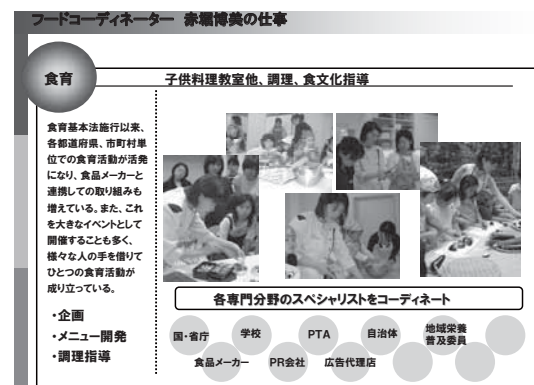 フードコーディネーター 赤堀博美の仕事
食育
子供料理教室他、調理、食文化指導
食育基本法施行以来、
各都道府県、市町村単
位での食育活動が活発
になり、食品メーカーと
連携しての取り組みも
増えている。また、これ
を大きなイベントとして
開催することも多く、
様々な人の手を借りて
ひとつの食育活動が
成り立っている。
・企画
・メニュー開発
・調理指導
各専門分野のスペシャリストをコーディネート
国・省庁
学校
PTA
自治体
地域栄養
普及委員
食品メーカー
PR会社
広告代理店